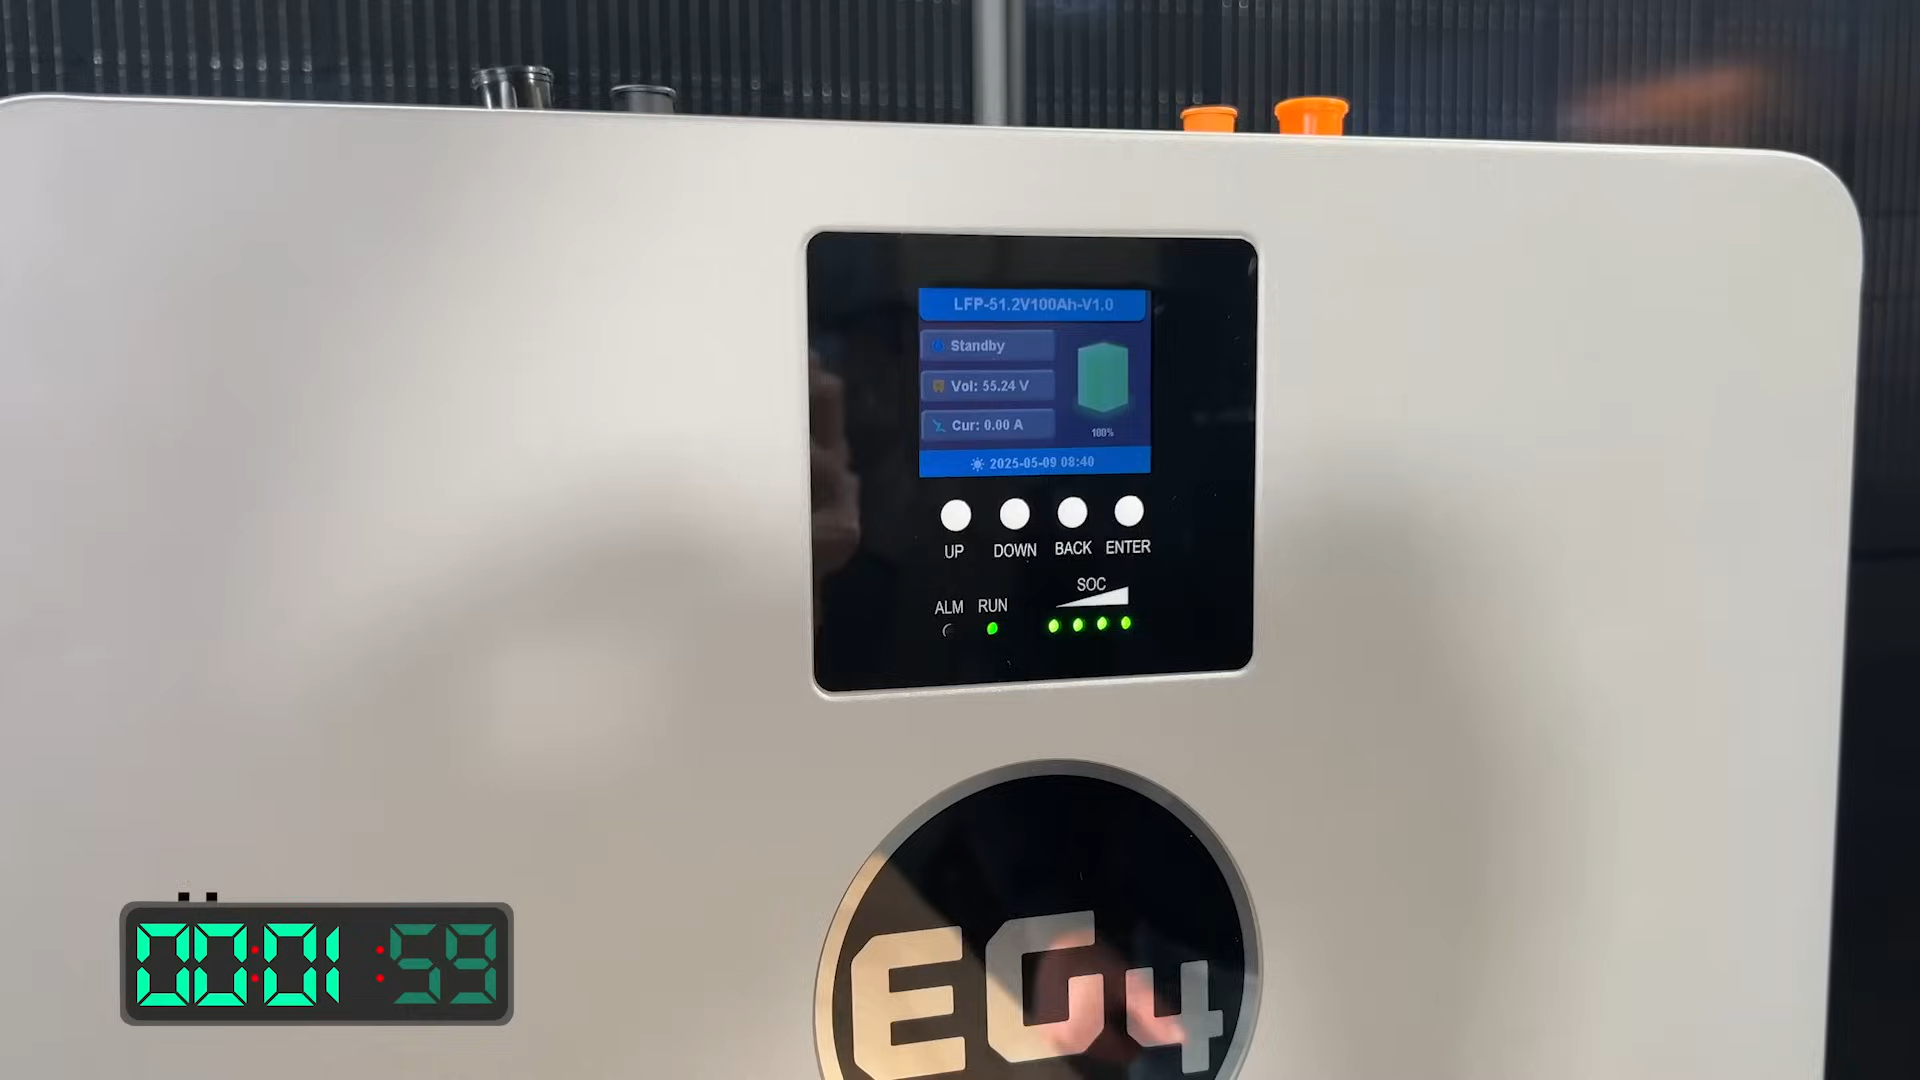 LFP-51.2V100Ah-V1.0
Standby
Vol: 55.24 V
Cur: 0.00 A
100%
2025-05-09 08:40
UP DOWN BACK ENTER
SOC
ALM RUN
EG4
00:01:59